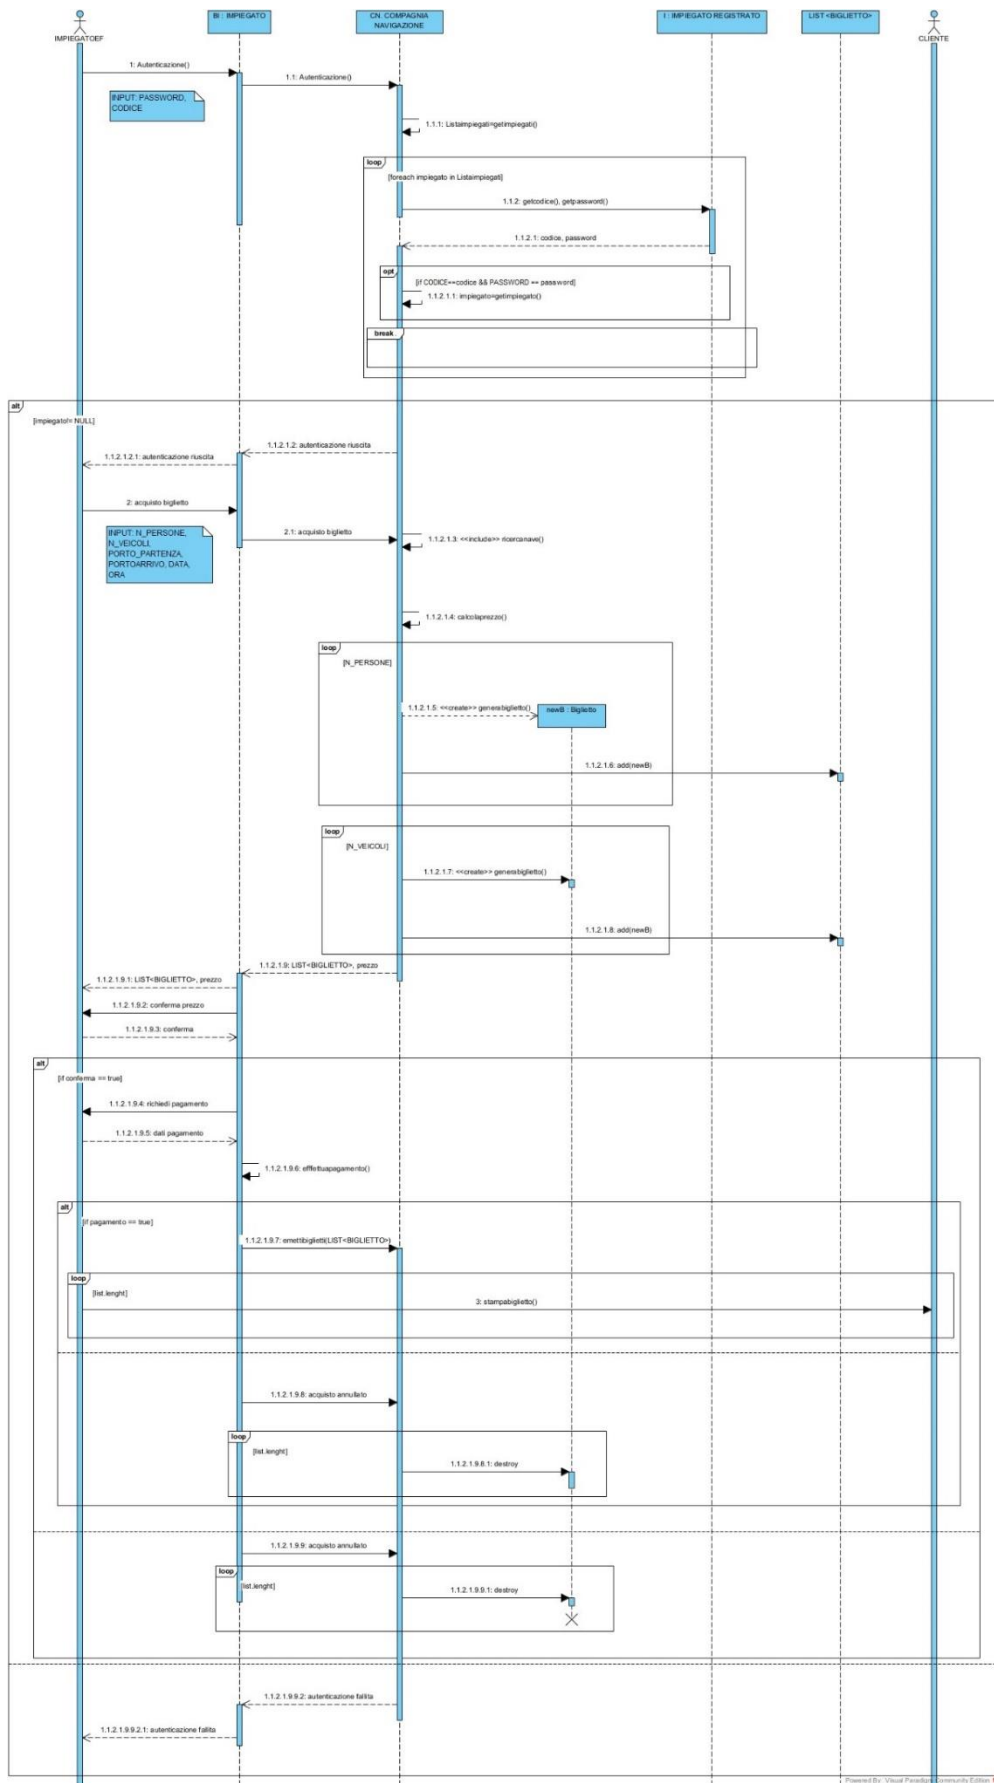 IMPIEGATOEF
BI : IMPIEGATO
CN. COMPAGNIA
NAVIGAZIONE
I : IMPIEGATO REGISTRATO
LIST <BIGLIETTO>
CLIENTE
1: Autenticazione()
1.1: Autenticazione()
INPUT: PASSWORD,
CODICE
1.1.1: Listaimpiegati=getimpiegati()
loop
[foreach impiegato in Listaimpiegati]
1.1.2: getcodice(), getpassword()
1.1.2.1: codice, password
opt
[if CODICE==codice && PASSWORD == password]
1.1.2.1.1: impiegato=getimpiegato()
break
alt
[impiegato!= NULL]
1.1.2.1.2: autenticazione riuscita
1.1.2.1.2.1: autenticazione riuscita
2: acquisto biglietto
INPUT: N_PERSONE,
N_VEICOLI,
PORTO_PARTENZA,
PORTOARRIVO, DATA,
ORA
2.1: acquisto biglietto
1.1.2.1.3: <<include>> ricercanave()
1.1.2.1.4: calcolaprezzo()
loop
[N_PERSONE]
1.1.2.1.5: <<create>> generabiglietto()
newB : Biglietto
1.1.2.1.6: add(newB)
loop
[N_VEICOLI]
1.1.2.1.7: <<create>> generabiglietto()
1.1.2.1.8: add(newB)
1.1.2.1.9: LIST<BIGLIETTO>, prezzo
1.1.2.1.9.1: LIST<BIGLIETTO>, prezzo
1.1.2.1.9.2: conferma prezzo
1.1.2.1.9.3: conferma
alt
[if conferma == true]
1.1.2.1.9.4: richiedi pagamento
1.1.2.1.9.5: dati pagamento
1.1.2.1.9.6: efffettuapagamento()
alt
[if pagamento == true]
1.1.2.1.9.7: emettibiglietti(LIST<BIGLIETTO>)
loop
[list.lenght]
3: stampabiglietto()
1.1.2.1.9.8: acquisto annullato
loop
[list.lenght]
1.1.2.1.9.8.1: destroy
1.1.2.1.9.9: acquisto annullato
loop
[list.lenght]
1.1.2.1.9.9.1: destroy
1.1.2.1.9.9.2: autenticazione fallita
1.1.2.1.9.9.2.1: autenticazione fallita
Powered By: Visual Paradigm Community Edition